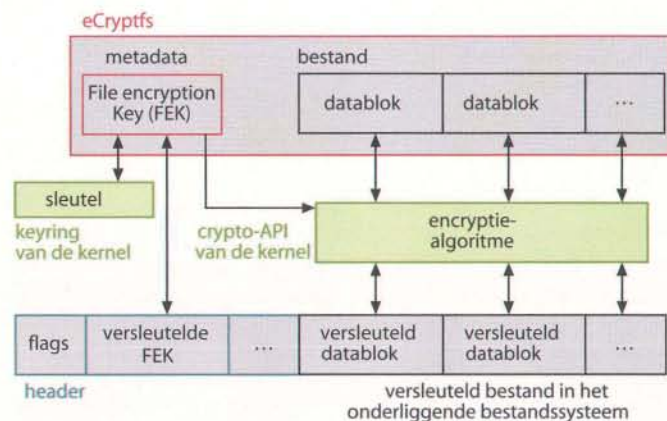 eCryptfs
metadata
bestand
File encryption
Key (FEK)
datablok
datablok
...
sleutel
keyring
van de kernel
crypto-API
van de kernel
encryptie-
algoritme
flags
versleutelde
FEK
...
versleuteld
datablok
versleuteld
datablok
...
header
versleuteld bestand in het
onderliggende bestandssysteem